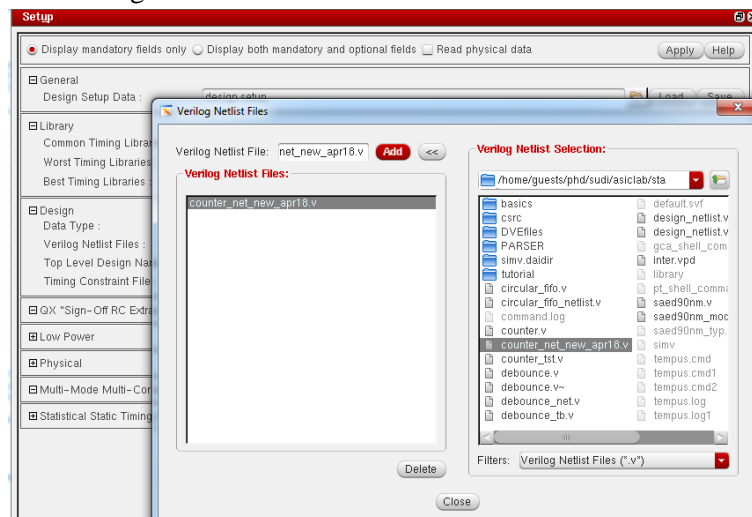 Setup
Display mandatory fields only Display both mandatory and optional fields Read physical data Apply Help
General
Design Setup Data : design.setup Load Save
Verilog Netlist Files
Library
Common Timing Librar
Worst Timing Libraries
Best Timing Libraries :
Design
Data Type :
Verilog Netlist Files :
Top Level Design Nar
Timing Constraint File
QX "Sign-Off RC Extra
Low Power
Physical
Multi-Mode Multi-Cor
Statistical Static Timing
Verilog Netlist File: net_new_apr18.v Add <<
Verilog Netlist Files:
counter_net_new_apr18.v
Delete
Verilog Netlist Selection:
/home/guests/phd/sudi/asiclab/sta
basics
csrc
DVEfiles
PARSER
simv.daidir
tutorial
circular_fifo.v
circular_fifo_netlist.v
command.log
counter.v
counter_net_new_apr18.v
counter_tst.v
debounce.v
debounce.v~
debounce_net.v
debounce_tb.v
default.svf
design_netlist.v
design_netlist.v
gca_shell_com
inter.vpd
library
pt_shell_comma
saed90nm.v
saed90nm_moc
saed90nm_typ.
simv
tempus.cmd
tempus.cmd1
tempus.cmd2
tempus.log
tempus.log1
Filters: Verilog Netlist Files (*.v*)
Close